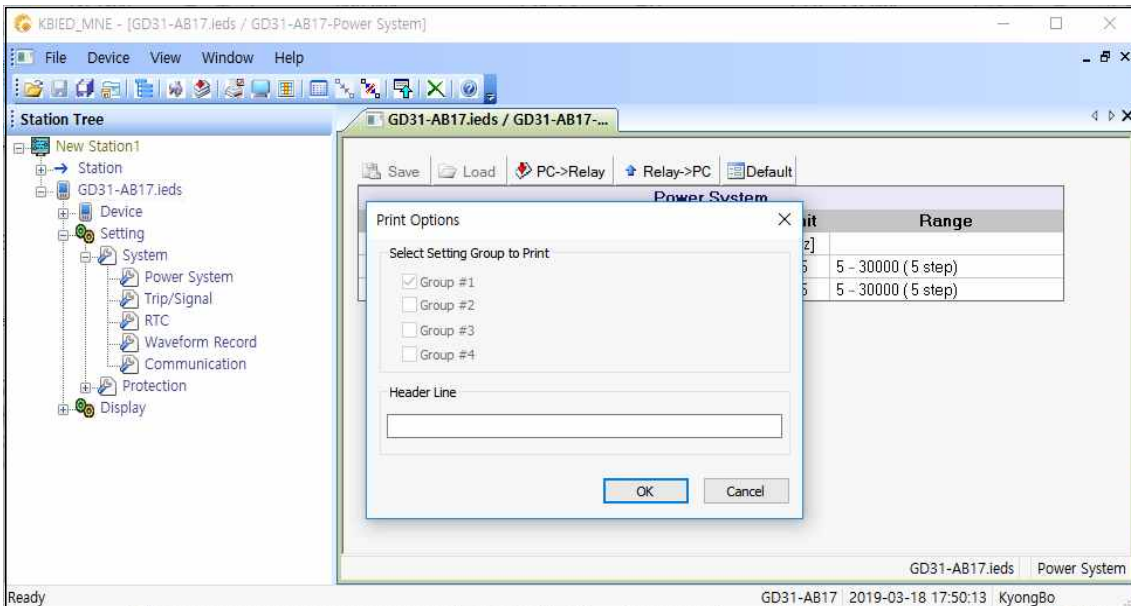 KBIED_MNE - [GD31-AB17.ieds / GD31-AB17-Power System]
File Device View Window Help
Station Tree
New Station1
Station
GD31-AB17.ieds
Device
Setting
System
Power System
Trip/Signal
RTC
Waveform Record
Communication
Protection
Display
GD31-AB17.ieds / GD31-AB17-...
Save Load PC->Relay Relay->PC Default
Power System
Range
5 - 30000 ( 5 step)
5 - 30000 ( 5 step)
Print Options
Select Setting Group to Print
Group #1
Group #2
Group #3
Group #4
Header Line
OK Cancel
GD31-AB17.ieds Power System
Ready GD31-AB17 2019-03-18 17:50:13 KyongBo